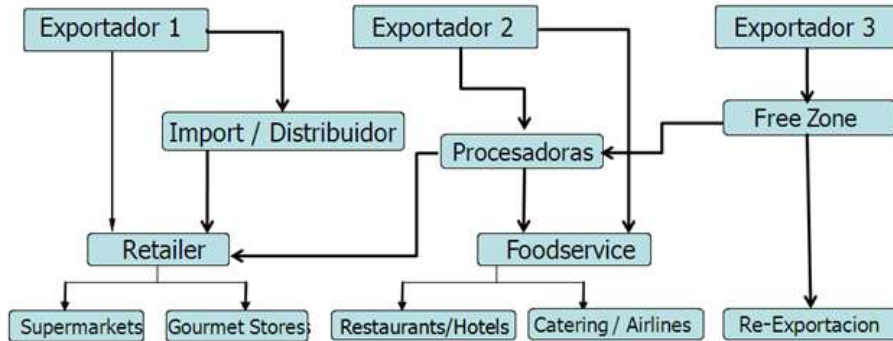 Exportador 1
Exportador 2
Exportador 3
Import / Distribuidor
Procesadoras
Free Zone
Retailer
Foodservice
Supermarkets
Gourmet Stores
Restaurants/Hotels
Catering / Airlines
Re-Exportacion